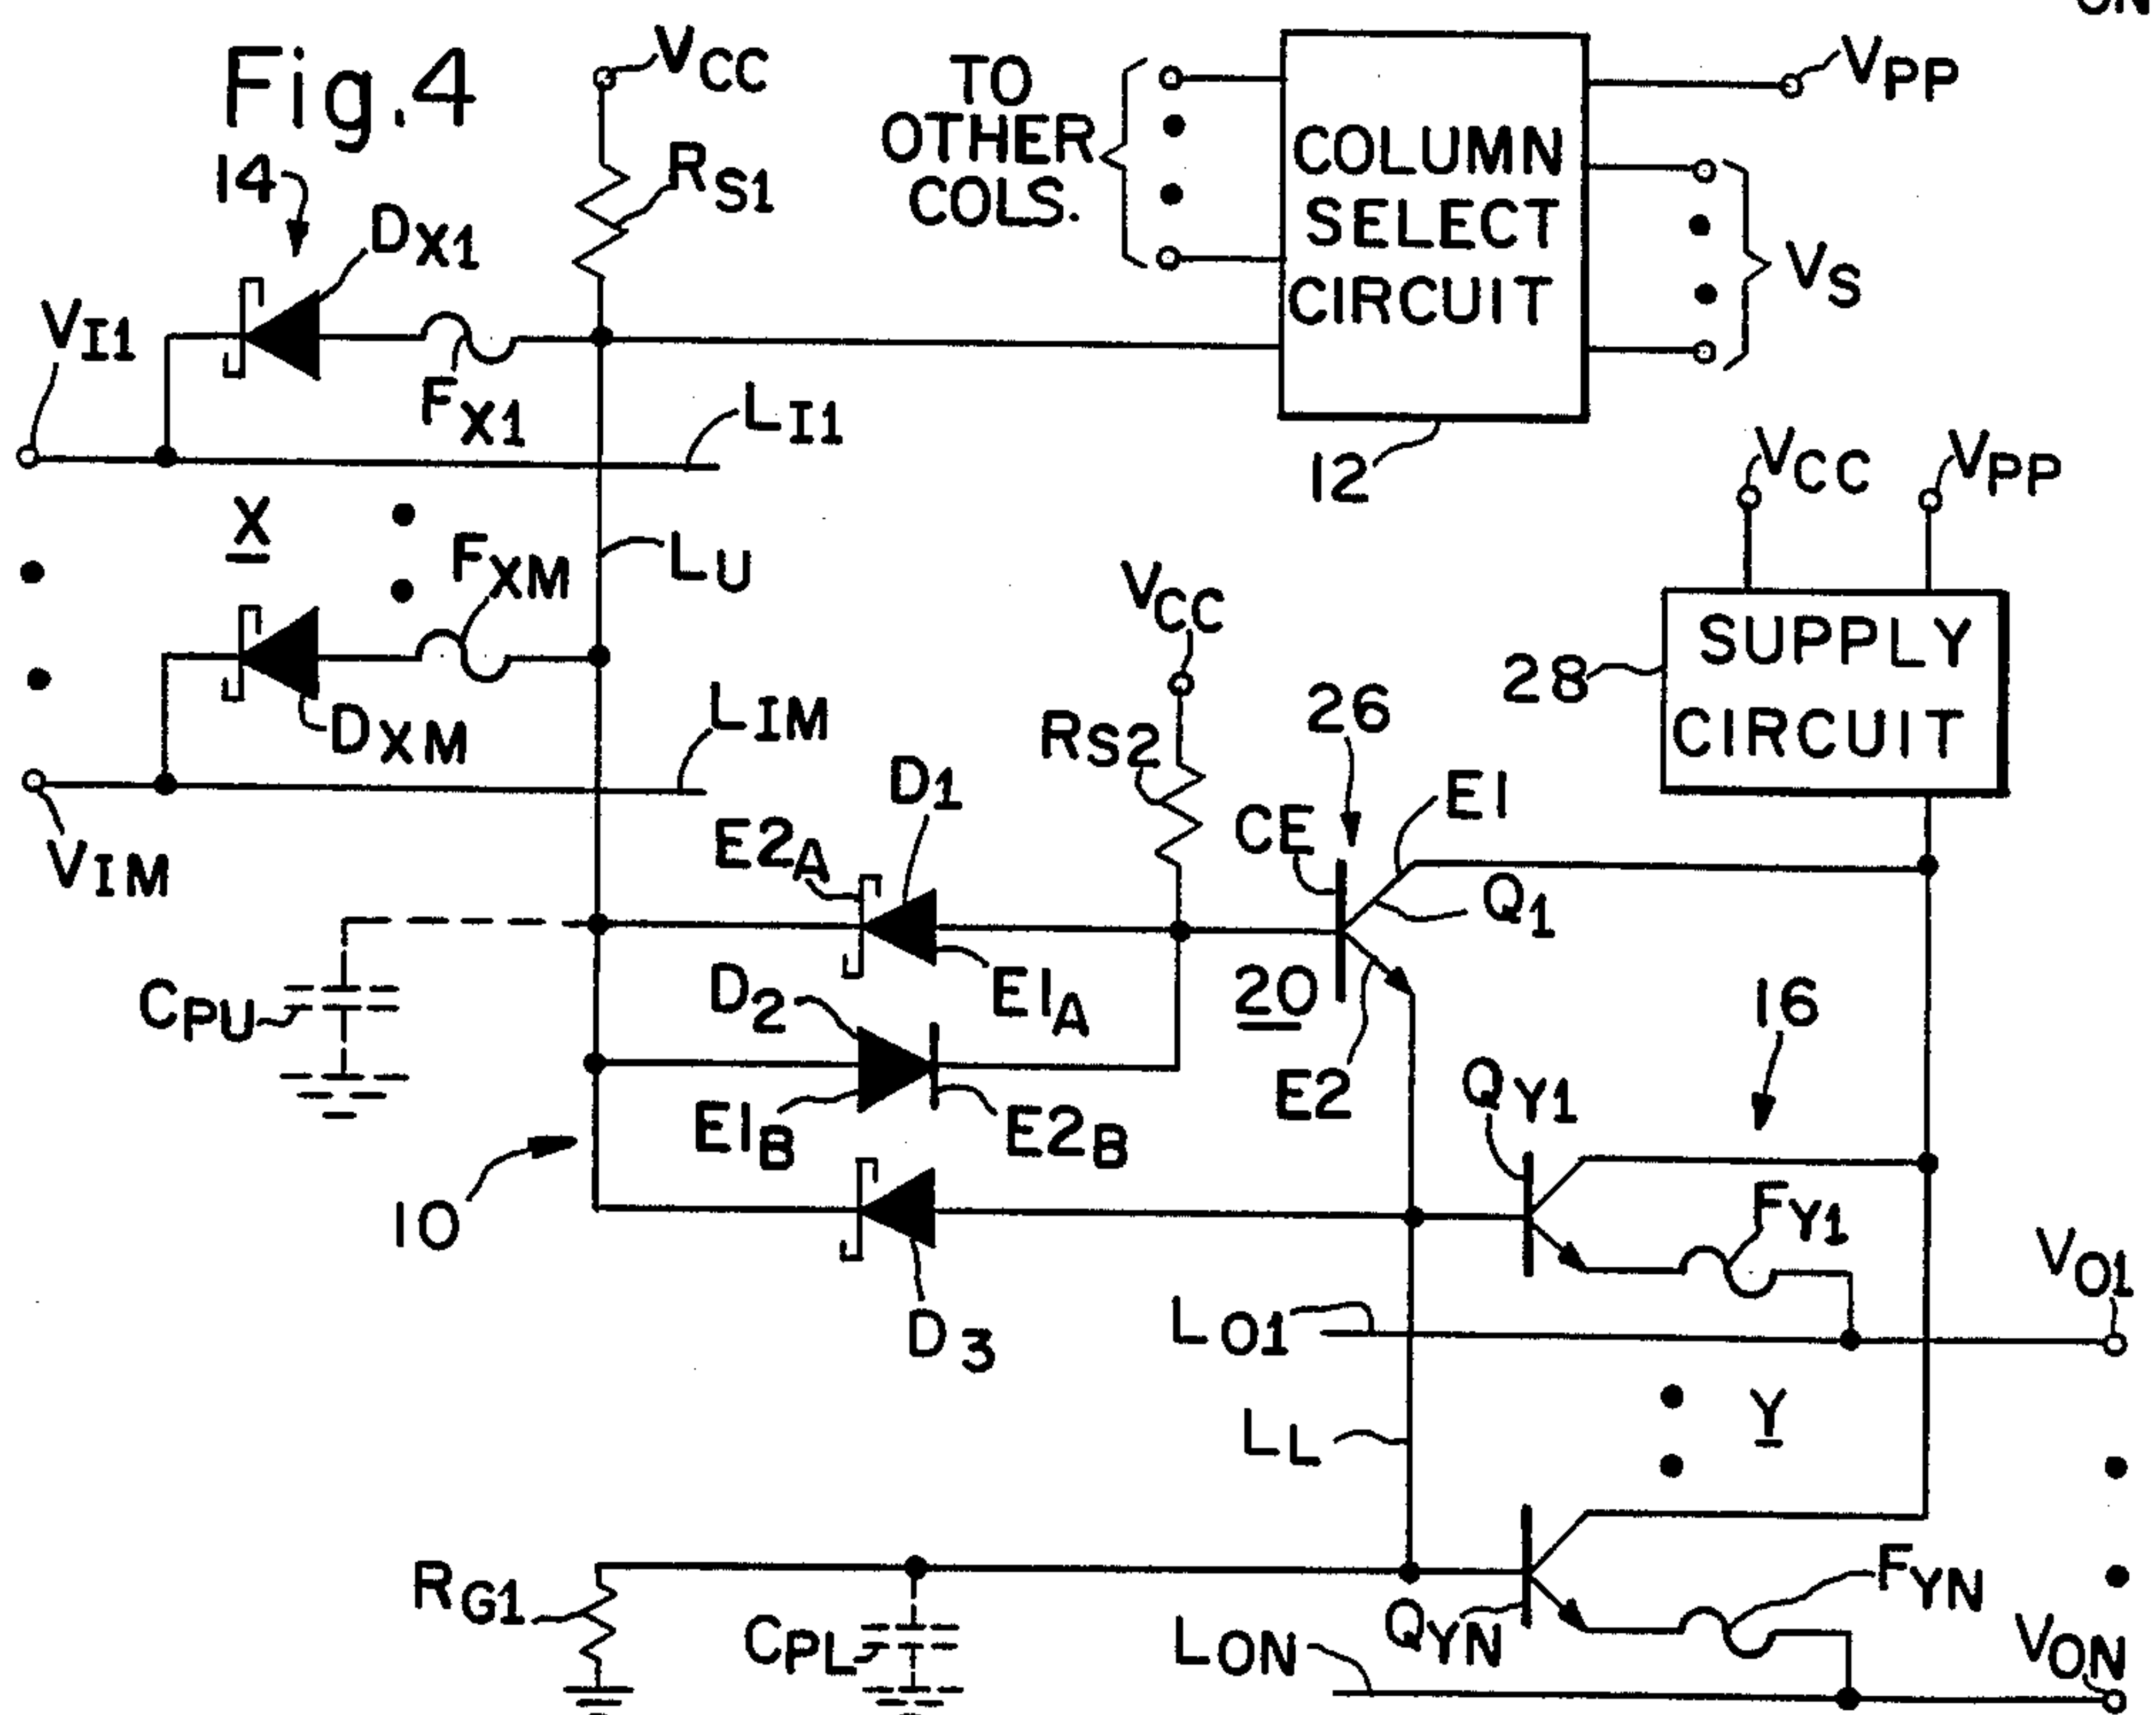 ON
Fig.4
VCC
TO
OTHER
COLS.
COLUMN
SELECT
CIRCUIT
VPP
14
RS1
DX1
VS
VI1
FX1
LI1
12
VCC
VPP
X
FXM
LU
VCC
SUPPLY
CIRCUIT
28
DXM
LIM
RS2
26
VIM
D1
E1
E2A
CE
Q1
CPU
D2
E1A
20
16
E2
QY1
E1B
E2B
10
FY1
D3
LO1
VO1
LL
Y
RG1
CPL
QYN
FYN
LON
VON